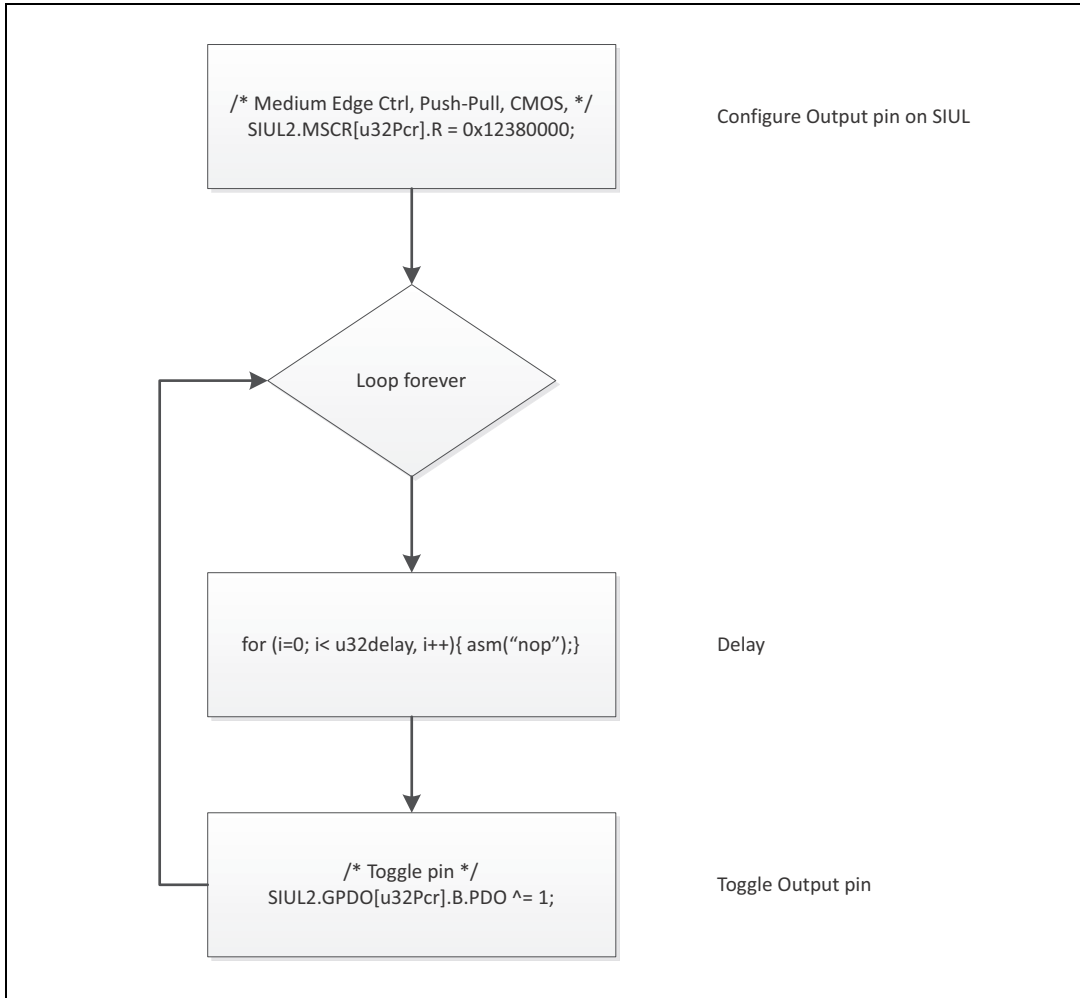 /* Medium Edge Ctrl, Push-Pull, CMOS, */
SIUL2.MSCR[u32Pcr].R = 0x12380000;
Configure Output pin on SIUL
Loop forever
for (i=0; i< u32delay, i++){ asm(“nop”);}
Delay
/* Toggle pin */
SIUL2.GPDO[u32Pcr].B.PDO ^= 1;
Toggle Output pin